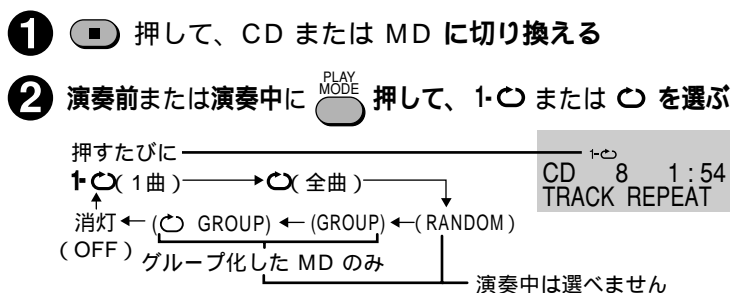 1 押して、CD または MD に切り換える
PLAY MODE
2 演奏前または演奏中に 押して、 1-⟲ または ⟲ を選ぶ
押すたびに
1-⟲
1-⟲(1曲) → ⟲(全曲)
CD 8 1:54
TRACK REPEAT
消灯 ← (⟲ GROUP) ← (GROUP) ← (RANDOM)
(OFF)
グループ化した MD のみ
演奏中は選べません